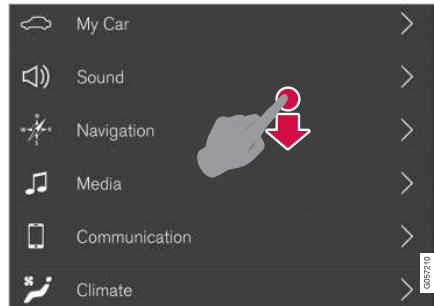 My Car
Sound
Navigation
Media
Communication
Climate
G057210